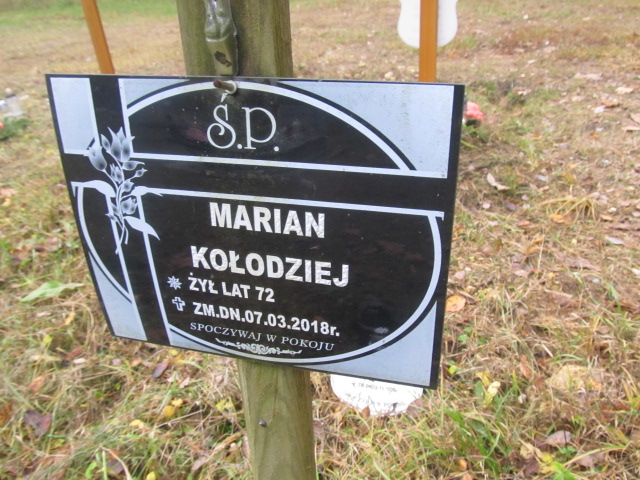 Ś.P.
MARIAN
KOŁODZIEJ
ŻYŁ LAT 72
ZM.DN.07.03.2018r.
SPOCZYWAJ W POKOJU